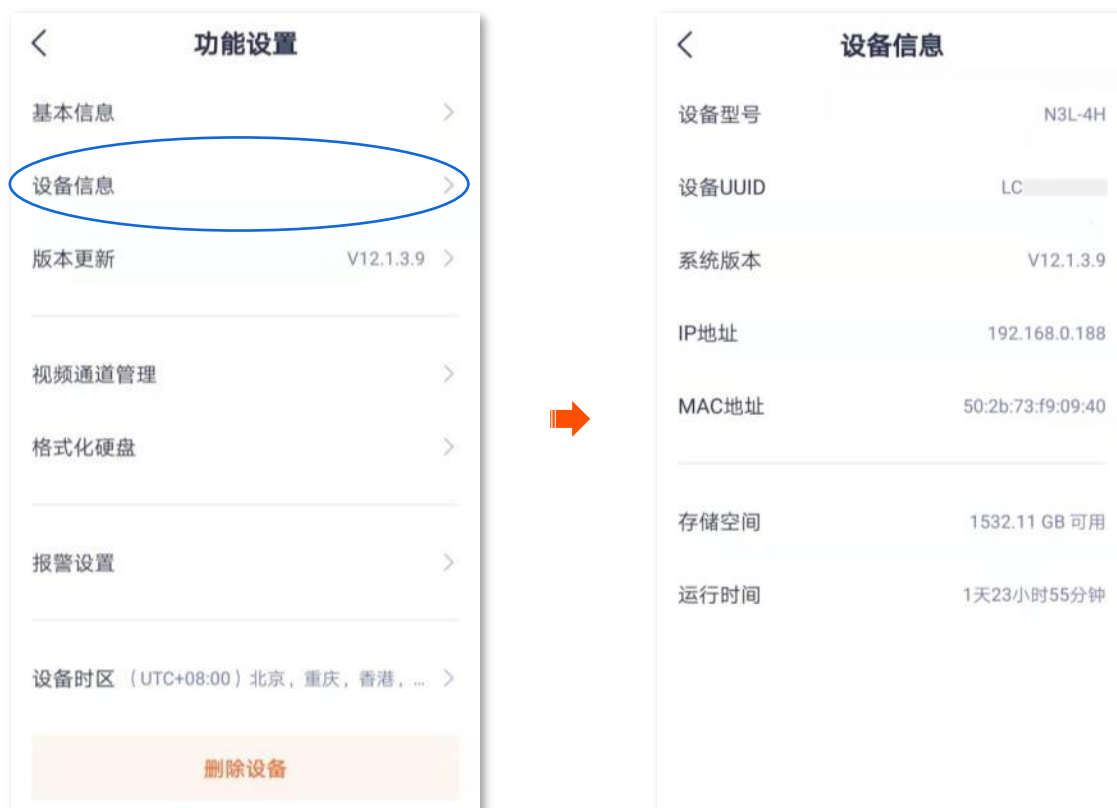 功能设置
基本信息
设备信息
版本更新 V12.1.3.9
视频通道管理
格式化硬盘
报警设置
设备时区 (UTC+08:00) 北京, 重庆, 香港, ...
删除设备
设备信息
设备型号 N3L-4H
设备UUID LC
系统版本 V12.1.3.9
IP地址 192.168.0.188
MAC地址 50:2b:73:f9:09:40
存储空间 1532.11 GB 可用
运行时间 1天23小时55分钟